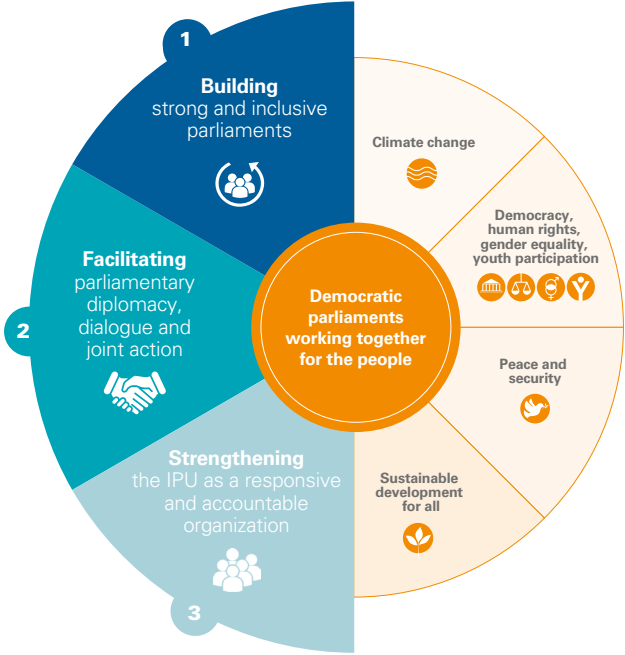 1
Building
strong and inclusive
parliaments
2
Facilitating
parliamentary
diplomacy,
dialogue and
joint action
3
Strengthening
the IPU as a responsive
and accountable
organization
Democratic
parliaments
working together
for the people
Climate change
Democracy,
human rights,
gender equality,
youth participation
Peace and
security
Sustainable
development
for all